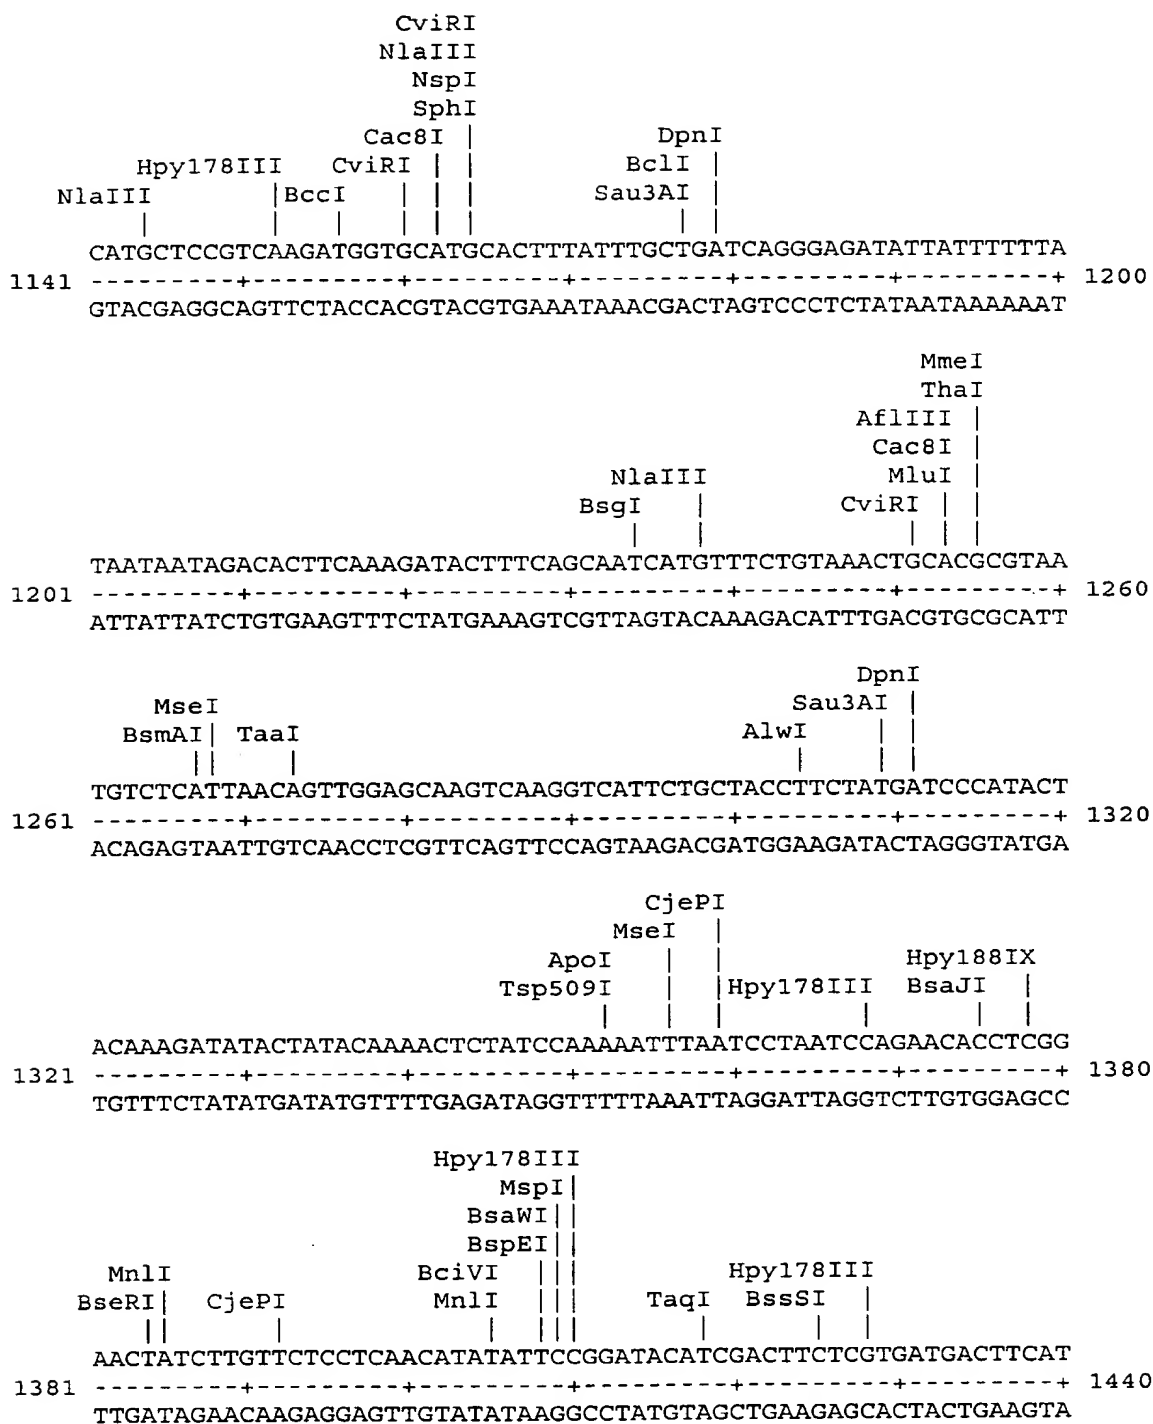 CviRI
NlaIII
NspI
SphI
Cac8I DpnI
Hpy178III CviRI BclI
NlaIII BccI Sau3AI
CATGCTCCGTCAAGATGGTGCATGCACTTTATTTGCTGATCAGGGAGATATTATTTTTTA
1141 ---------+---------+---------+---------+---------+---------+ 1200
GTACGAGGCAGTTCTACCACGTACGTGAAATAAACGACTAGTCCCTCTATAATAAAAAAT
MmeI
ThaI
AflIII
Cac8I
NlaIII MluI
BsgI CviRI
TAATAATAGACACTTCAAAGATACTTTCAGCAATCATGTTTCTGTAAACTGCACGCGTAA
1201 ---------+---------+---------+---------+---------+---------+ 1260
ATTATTATCTGTGAAGTTTCTATGAAAGTCGTTAGTACAAAGACATTTGACGTGCGCATT
DpnI
MseI Sau3AI
BsmAI TaaI AlwI
TGTCTCATTAACAGTTGGAGCAAGTCAAGGTCATTCTGCTACCTTCTATGATCCCATACT
1261 ---------+---------+---------+---------+---------+---------+ 1320
ACAGAGTAATTGTCAACCTCGTTCAGTTCCAGTAAGACGATGGAAGATACTAGGGTATGA
CjePI
MseI
ApoI Hpy188IX
Tsp509I Hpy178III BsaJI
ACAAAGATATACTATACAAAACTCTATCCAAAAATTTAATCCTAATCCAGAACACCTCGG
1321 ---------+---------+---------+---------+---------+---------+ 1380
TGTTTCTATATGATATGTTTTGAGATAGGTTTTTAAATTAGGATTAGGTCTTGTGGAGCC
Hpy178III
MspI
BsaWI
BspEI
MnlI BciVI Hpy178III
BseRI CjePI MnlI TaqI BssSI
AACTATCTTGTTCTCCTCAACATATATTCCGGATACATCGACTTCTCGTGATGACTTCAT
1381 ---------+---------+---------+---------+---------+---------+ 1440
TTGATAGAACAAGAGGAGTTGTATATAAGGCCTATGTAGCTGAAGAGCACTACTGAAGTA